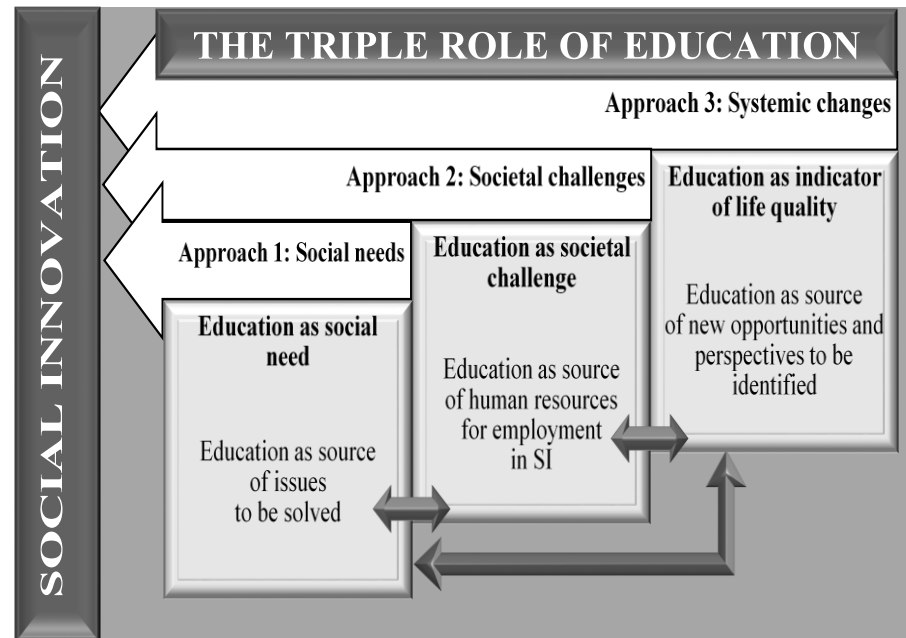 SOCIAL INNOVATION
THE TRIPLE ROLE OF EDUCATION
Approach 3: Systemic changes
Approach 2: Societal challenges
Approach 1: Social needs
Education as social
need
Education as source
of issues
to be solved
Education as societal
challenge
Education as source
of human resources
for employment
in SI
Education as indicator
of life quality
Education as source
of new opportunities and
perspectives to be
identified